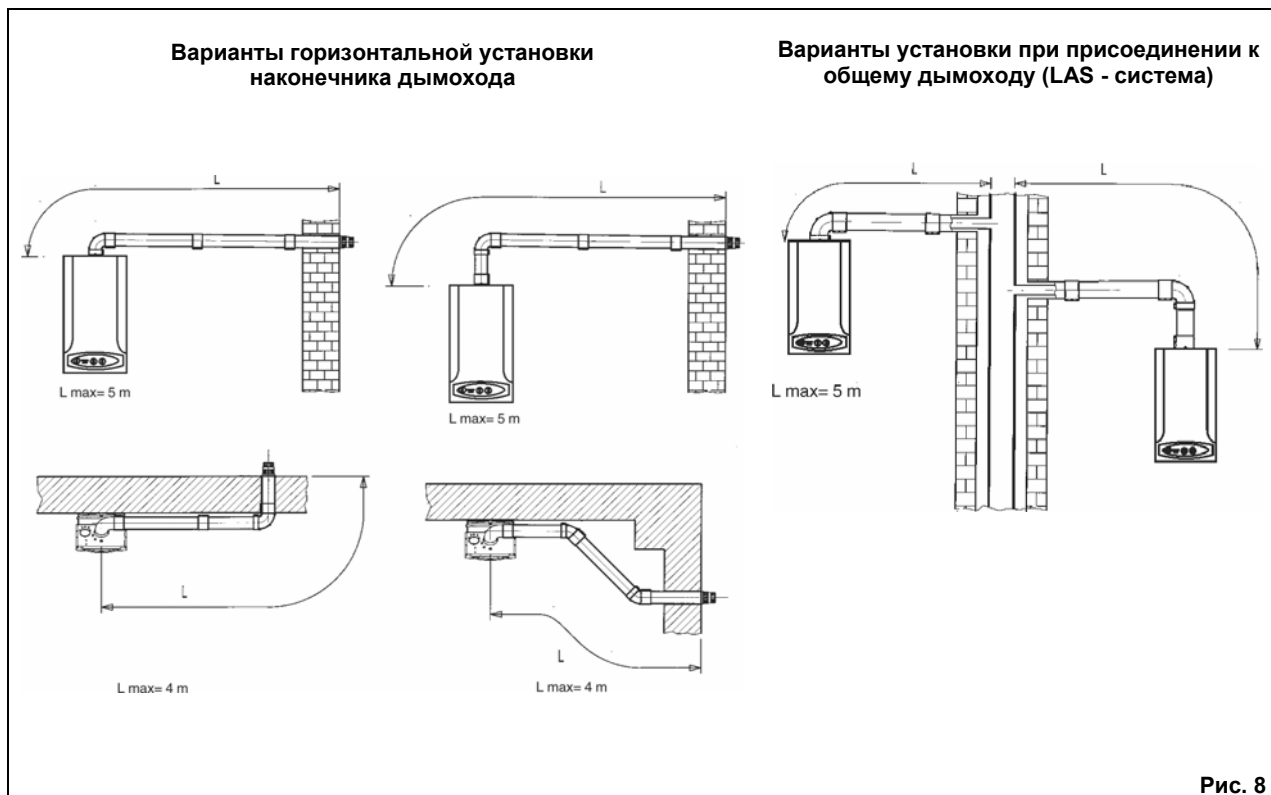 Варианты горизонтальной установки
наконечника дымохода
Варианты установки при присоединении к
общему дымоходу (LAS - система)
L
L max= 5 m
L
L max= 5 m
L
L
L max= 5 m
L
L max= 4 m
L
L max= 4 m
Рис. 8